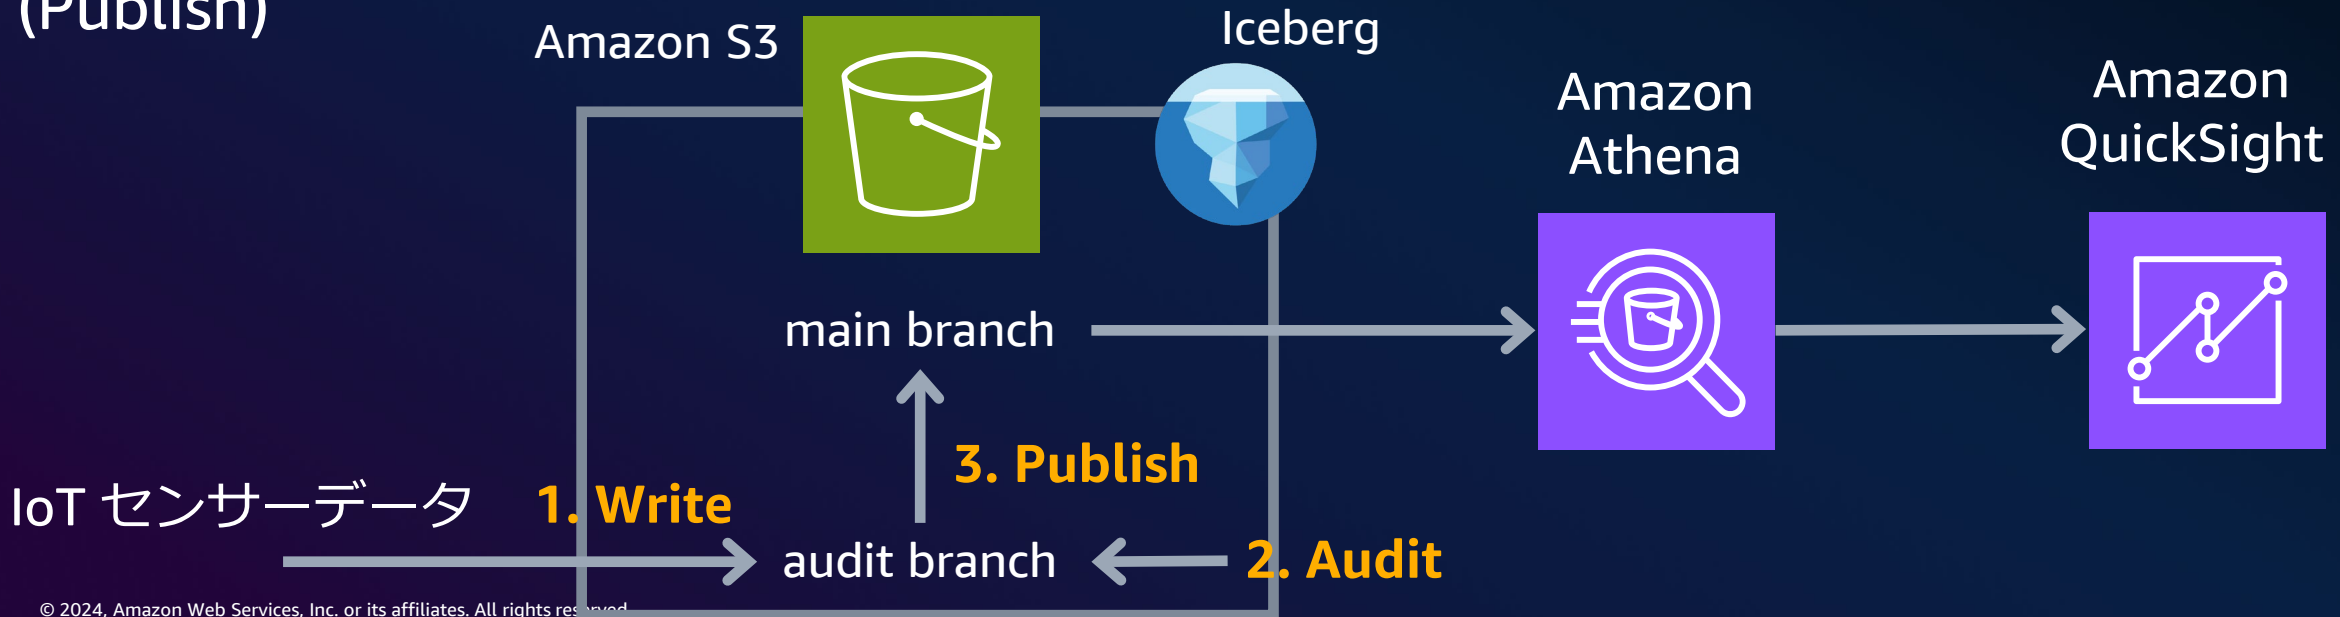 (Publish)
Amazon S3
Iceberg
Amazon
Athena
Amazon
QuickSight
main branch
3. Publish
IoT センサーデータ
1. Write
audit branch
2. Audit
© 2024, Amazon Web Services, Inc. or its affiliates. All rights reserved.